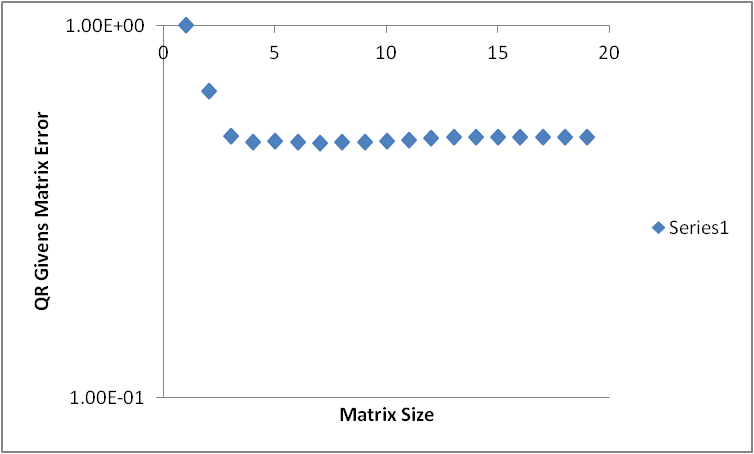 1.00E+00
0
5
10
15
20
QR Givens Matrix Error
Series1
1.00E-01
Matrix Size